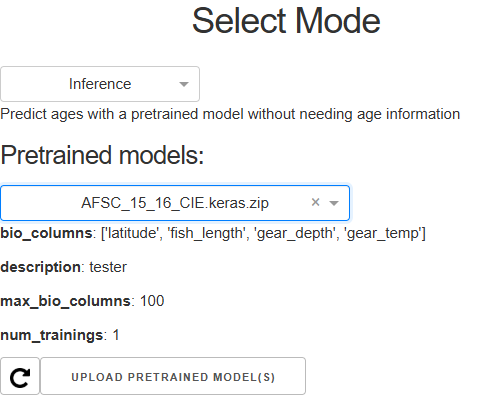 Select Mode
Inference
Predict ages with a pretrained model without needing age information
Pretrained models:
AFSC_15_16_CIE.keras.zip ×
bio_columns: ['latitude', 'fish_length', 'gear_depth', 'gear_temp']
description: tester
max_bio_columns: 100
num_trainings: 1
UPLOAD PRETRAINED MODEL(S)